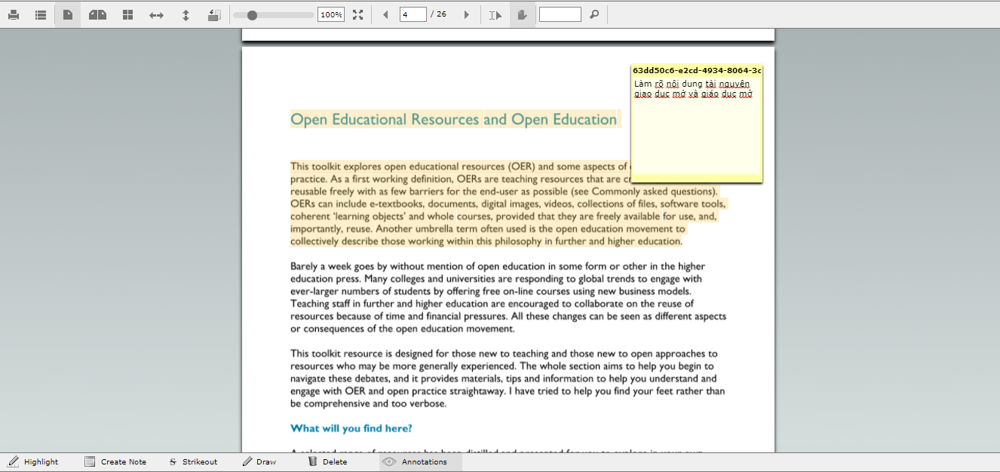 100%
4 / 26
63dd50c6-e2cd-4934-8064-3c
Làm rõ nội dung tài nguyên
giao dục mở và giáo dục mở
Open Educational Resources and Open Education
This toolkit explores open educational resources (OER) and some aspects of
practice. As a first working definition, OERs are teaching resources that are
reusable freely with as few barriers for the end-user as possible (see Commonly asked questions).
OERs can include e-textbooks, documents, digital images, videos, collections of files, software tools,
coherent ‘learning objects’ and whole courses, provided that they are freely available for use, and,
importantly, reuse. Another umbrella term often used is the open education movement to
collectively describe those working within this philosophy in further and higher education.
Barely a week goes by without mention of open education in some form or other in the higher
education press. Many colleges and universities are responding to global trends to engage with
ever-larger numbers of students by offering free on-line courses using new business models.
Teaching staff in further and higher education are encouraged to collaborate on the reuse of
resources because of time and financial pressures. All these changes can be seen as different aspects
or consequences of the open education movement.
This toolkit resource is designed for those new to teaching and those new to open approaches to
resources who may be more generally experienced. The whole section aims to help you begin to
navigate these debates, and it provides materials, tips and information to help you understand and
engage with OER and open practice straightaway. I have tried to help you find your feet rather than
be comprehensive and too verbose.
What will you find here?
Highlight Create Note Strikeout Draw Delete Annotations